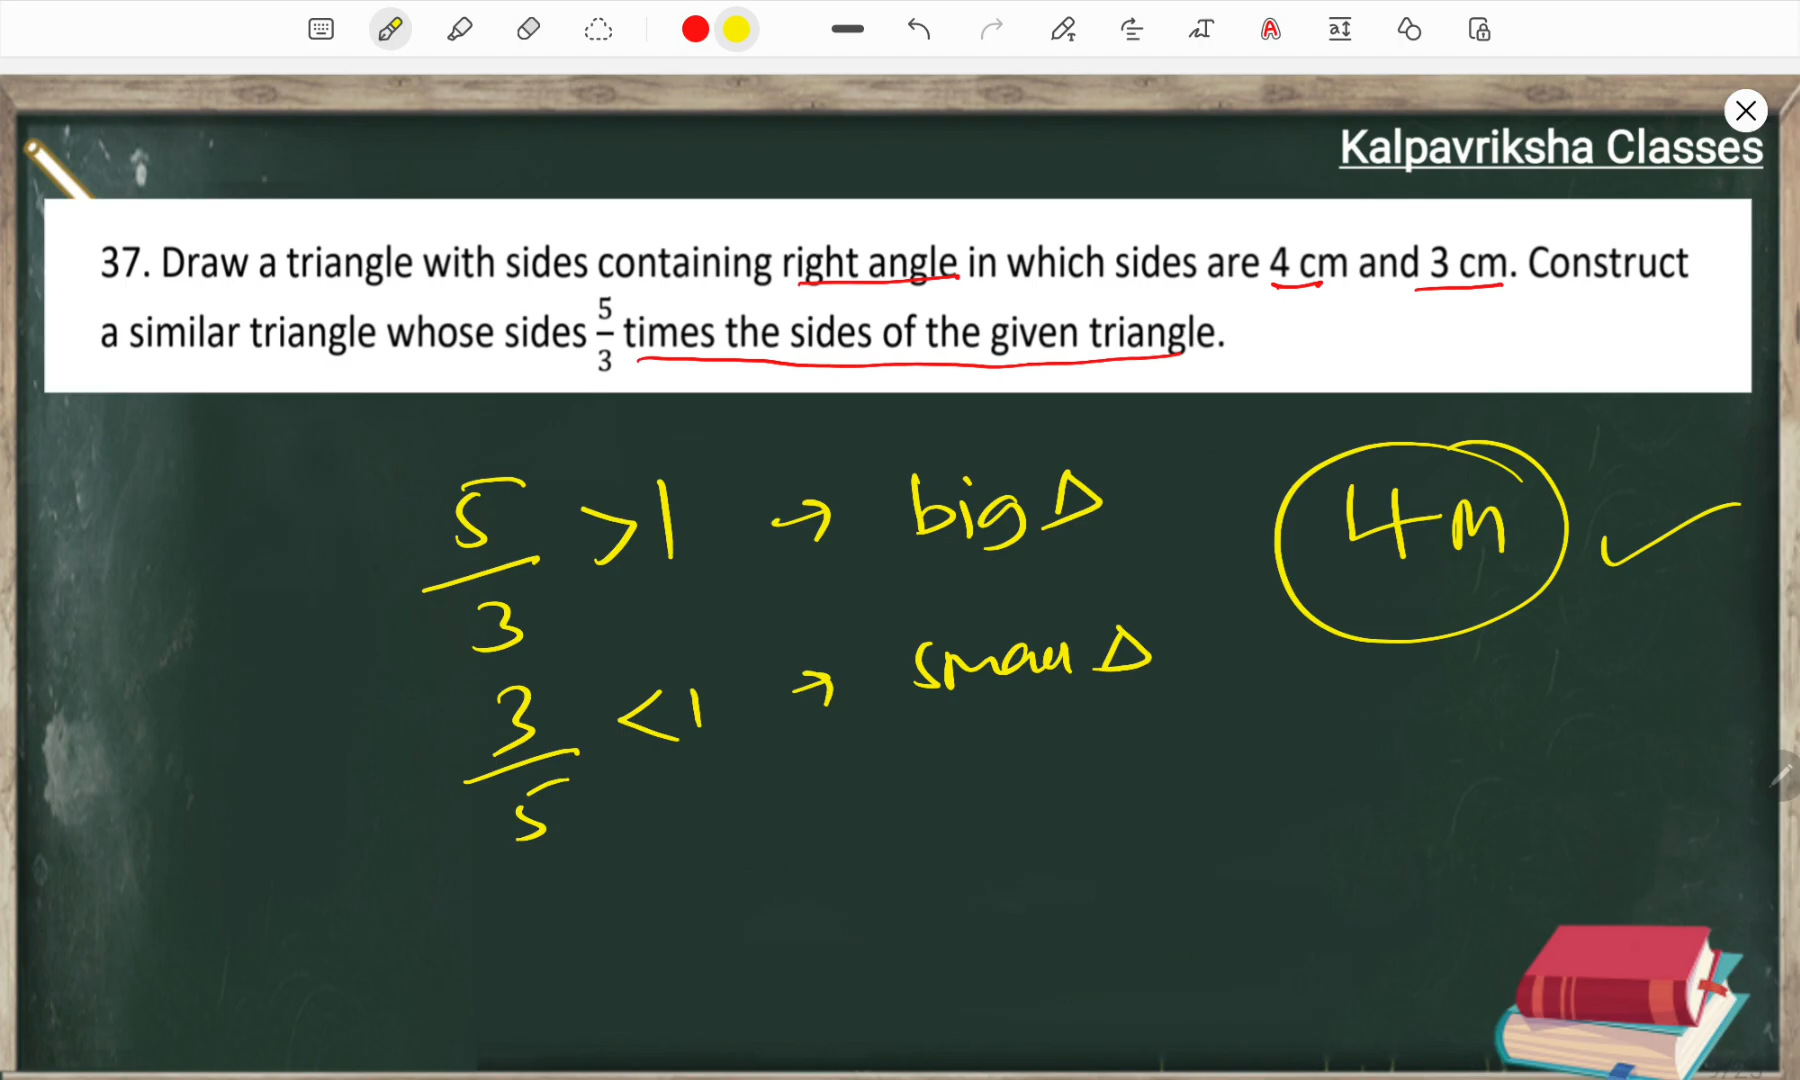 Kalpavriksha Classes
37. Draw a triangle with sides containing right angle in which sides are 4 cm and 3 cm. Construct
a similar triangle whose sides 5/3 times the sides of the given triangle.
5/3 >1 → big Δ
4m ✓
3/5 <1 → small Δ